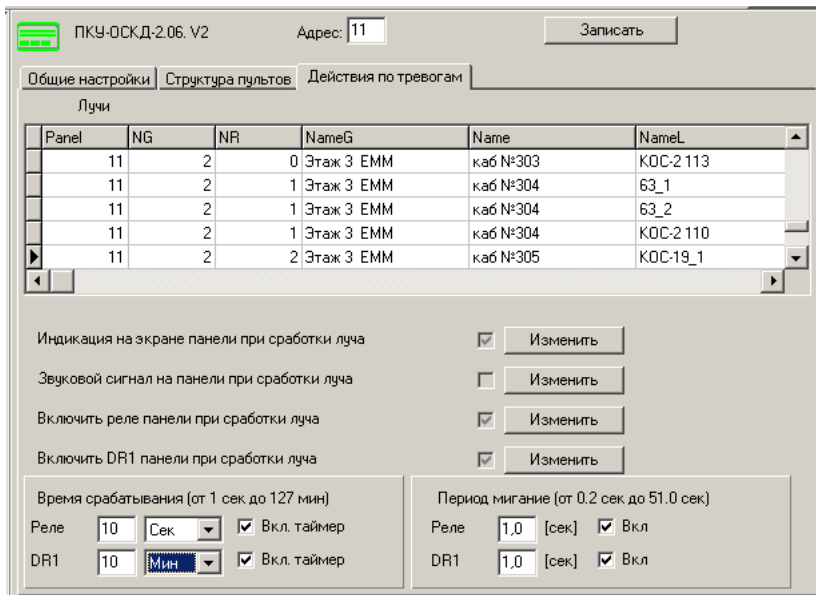 ПКУ-ОСКД-2.06. V2 Адрес: 11 Записать
Общие настройки Структура пультов Действия по тревогам
Лучи
Panel NG NR NameG Name NameL
11 2 0 Этаж 3 ЕММ каб №303 КОС-2 113
11 2 1 Этаж 3 ЕММ каб №304 63_1
11 2 1 Этаж 3 ЕММ каб №304 63_2
11 2 1 Этаж 3 ЕММ каб №304 КОС-2 110
11 2 2 Этаж 3 ЕММ каб №305 КОС-19_1
Индикация на экране панели при сработки луча Изменить
Звуковой сигнал на панели при сработки луча Изменить
Включить реле панели при сработки луча Изменить
Включить DR1 панели при сработки луча Изменить
Время срабатывания (от 1 сек до 127 мин) Период мигание (от 0.2 сек до 51.0 сек)
Реле 10 Сек Вкл. таймер Реле 1,0 [сек] Вкл
DR1 10 Мин Вкл. таймер DR1 1,0 [сек] Вкл